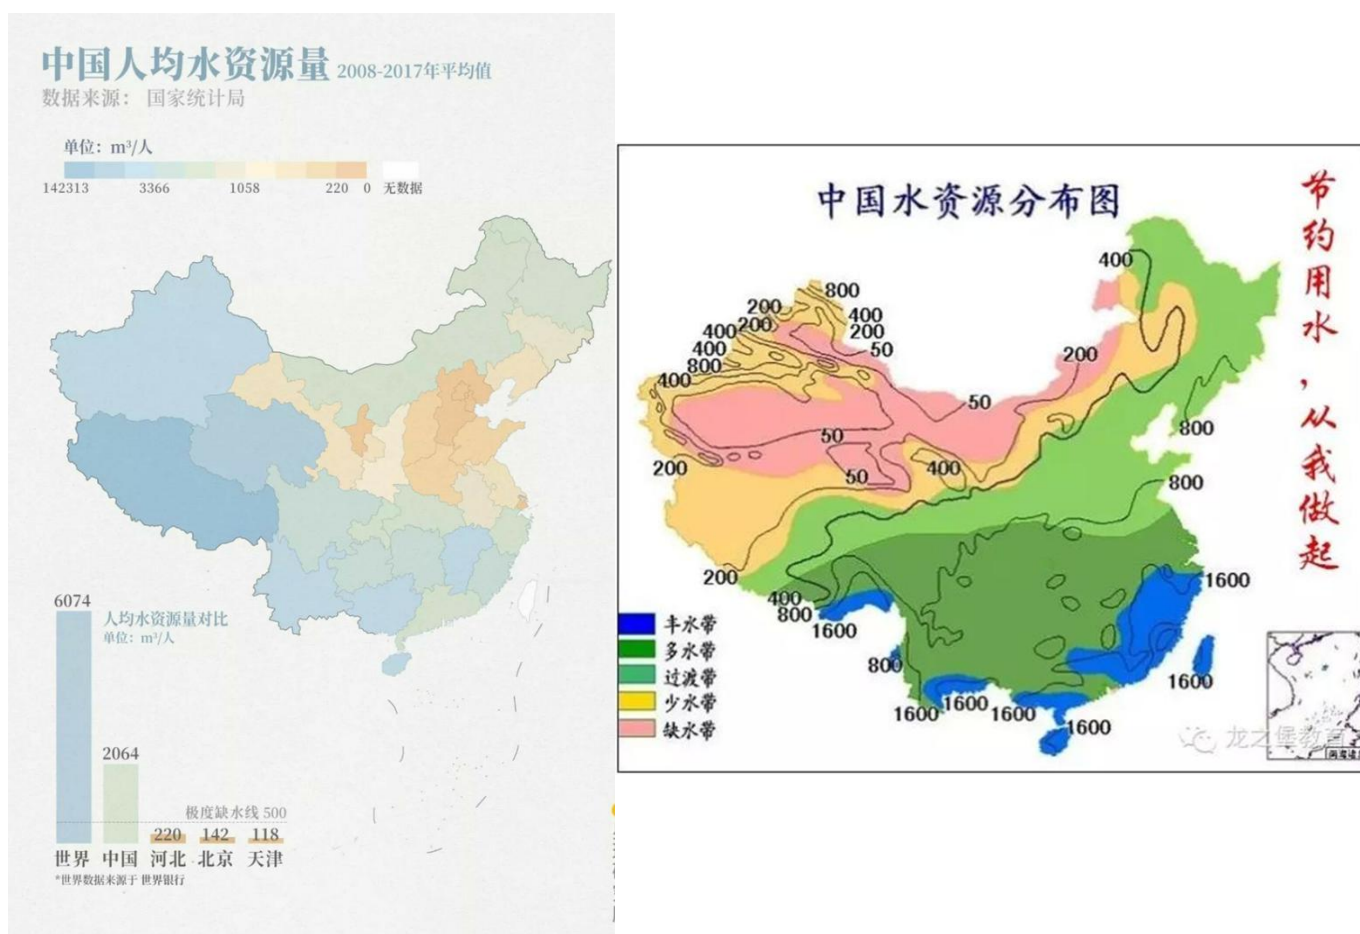 中国人均水资源量 2008-2017年平均值
数据来源： 国家统计局
单位：m³/人
142313 3366 1058 220 0 无数据
6074
人均水资源量对比
单位：m³/人
2064
极度缺水线 500
220 142 118
世界 中国 河北 北京 天津
*世界数据来源于 世界银行
中国水资源分布图
节约用水，从我做起
400
800
200
400
400
200
200
400
50
200
800
400
50
50
800
200
50
400
800
200
400
800
1600
1600
800
1600
1600
1600
1600
1600
丰水带
多水带
过渡带
少水带
缺水带
龙之堡教育